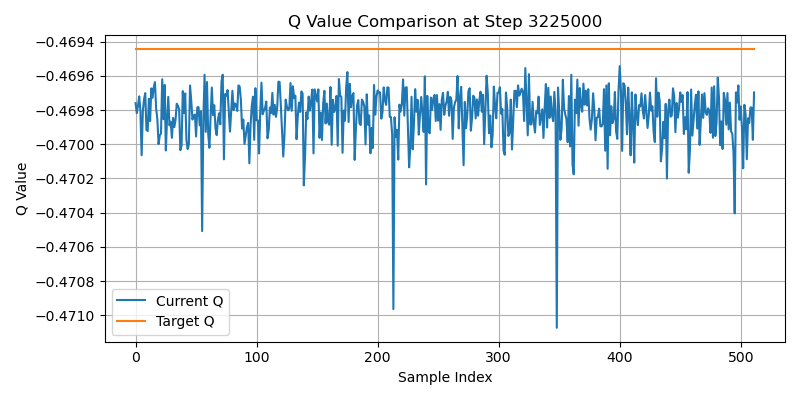 Q Value Comparison at Step 3225000
−0.4694
−0.4696
−0.4698
−0.4700
−0.4702
−0.4704
−0.4706
−0.4708
−0.4710
Q Value
Current Q
Target Q
0 100 200 300 400 500
Sample Index